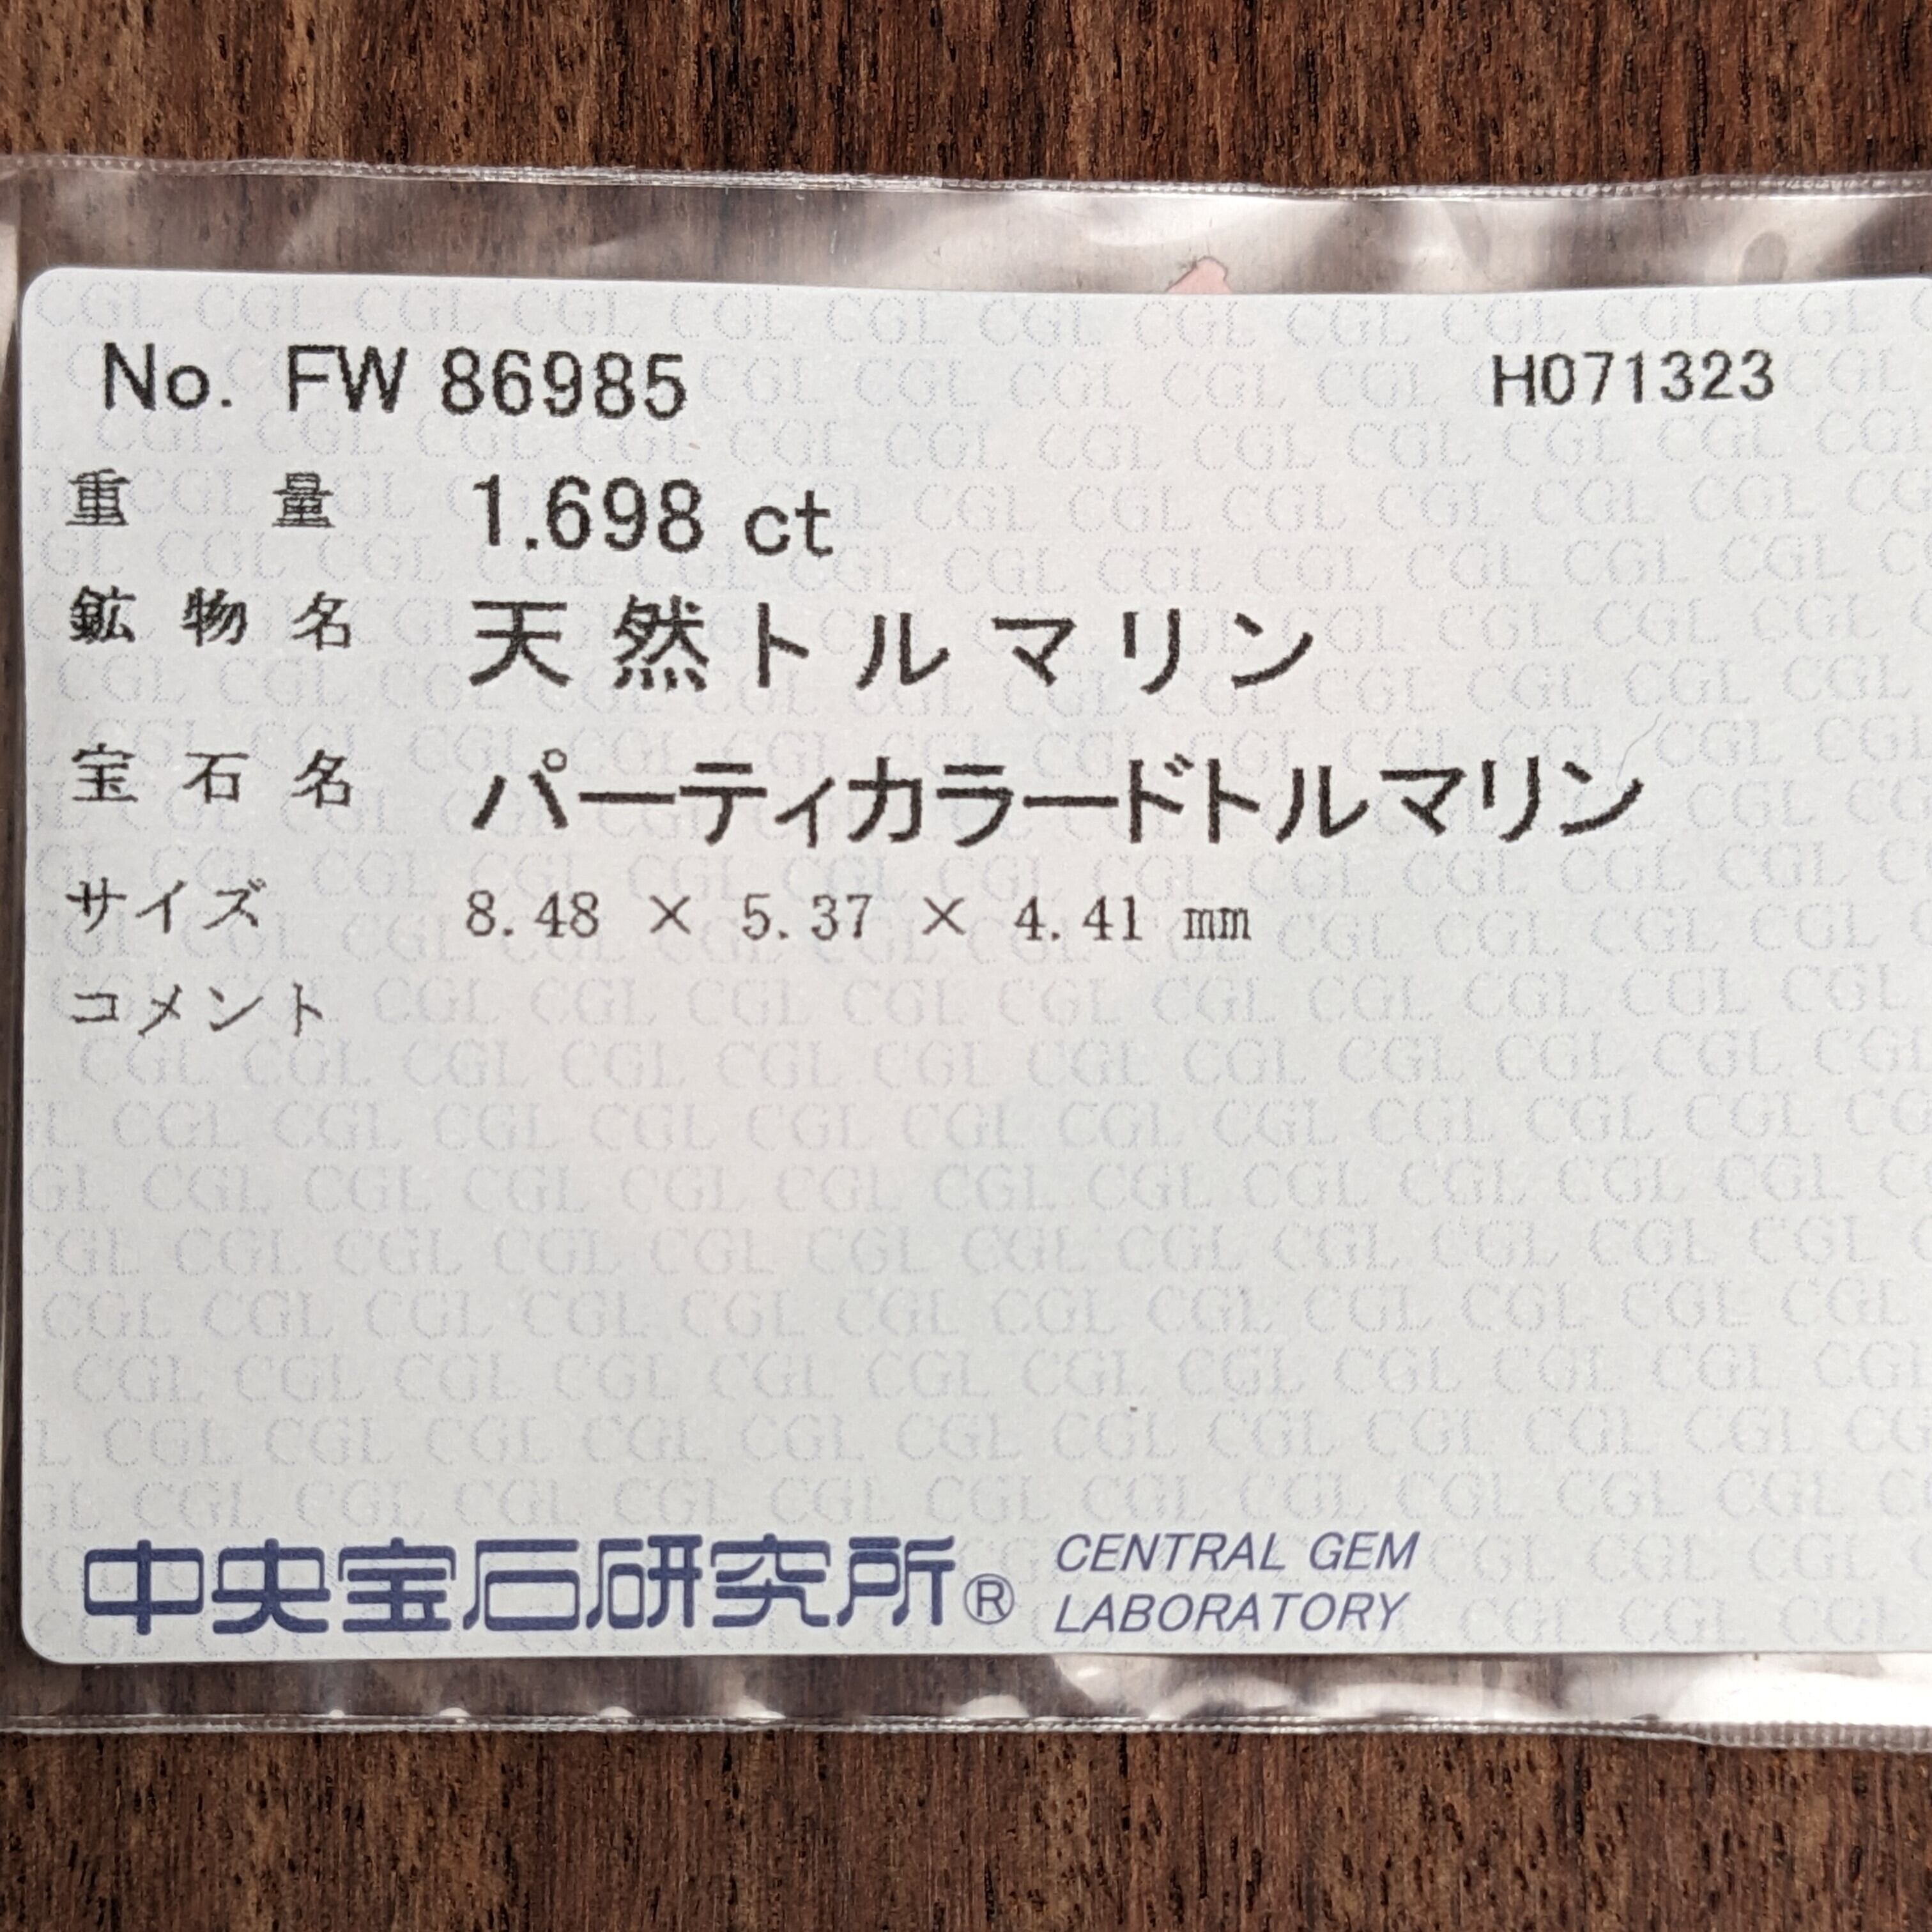 No. FW 86985 H071323
重量 1.698 ct
鉱物名 天然トルマリン
宝石名 パーティカラードトルマリン
サイズ 8.48 × 5.37 × 4.41 mm
コメント
中央宝石研究所® CENTRAL GEM
LABORATORY